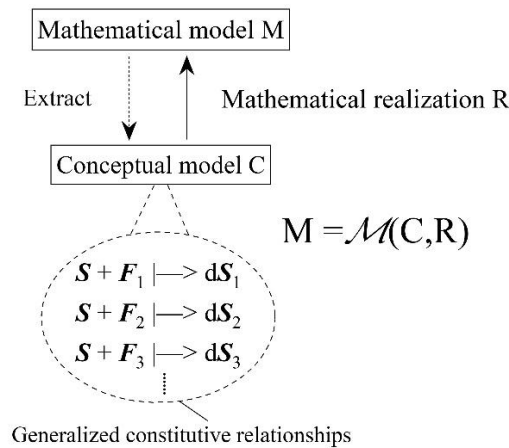 Mathematical model M
Extract
Mathematical realization R
Conceptual model C
M = ℳ(C,R)
S + F₁ |—> dS₁
S + F₂ |—> dS₂
S + F₃ |—> dS₃
Generalized constitutive relationships